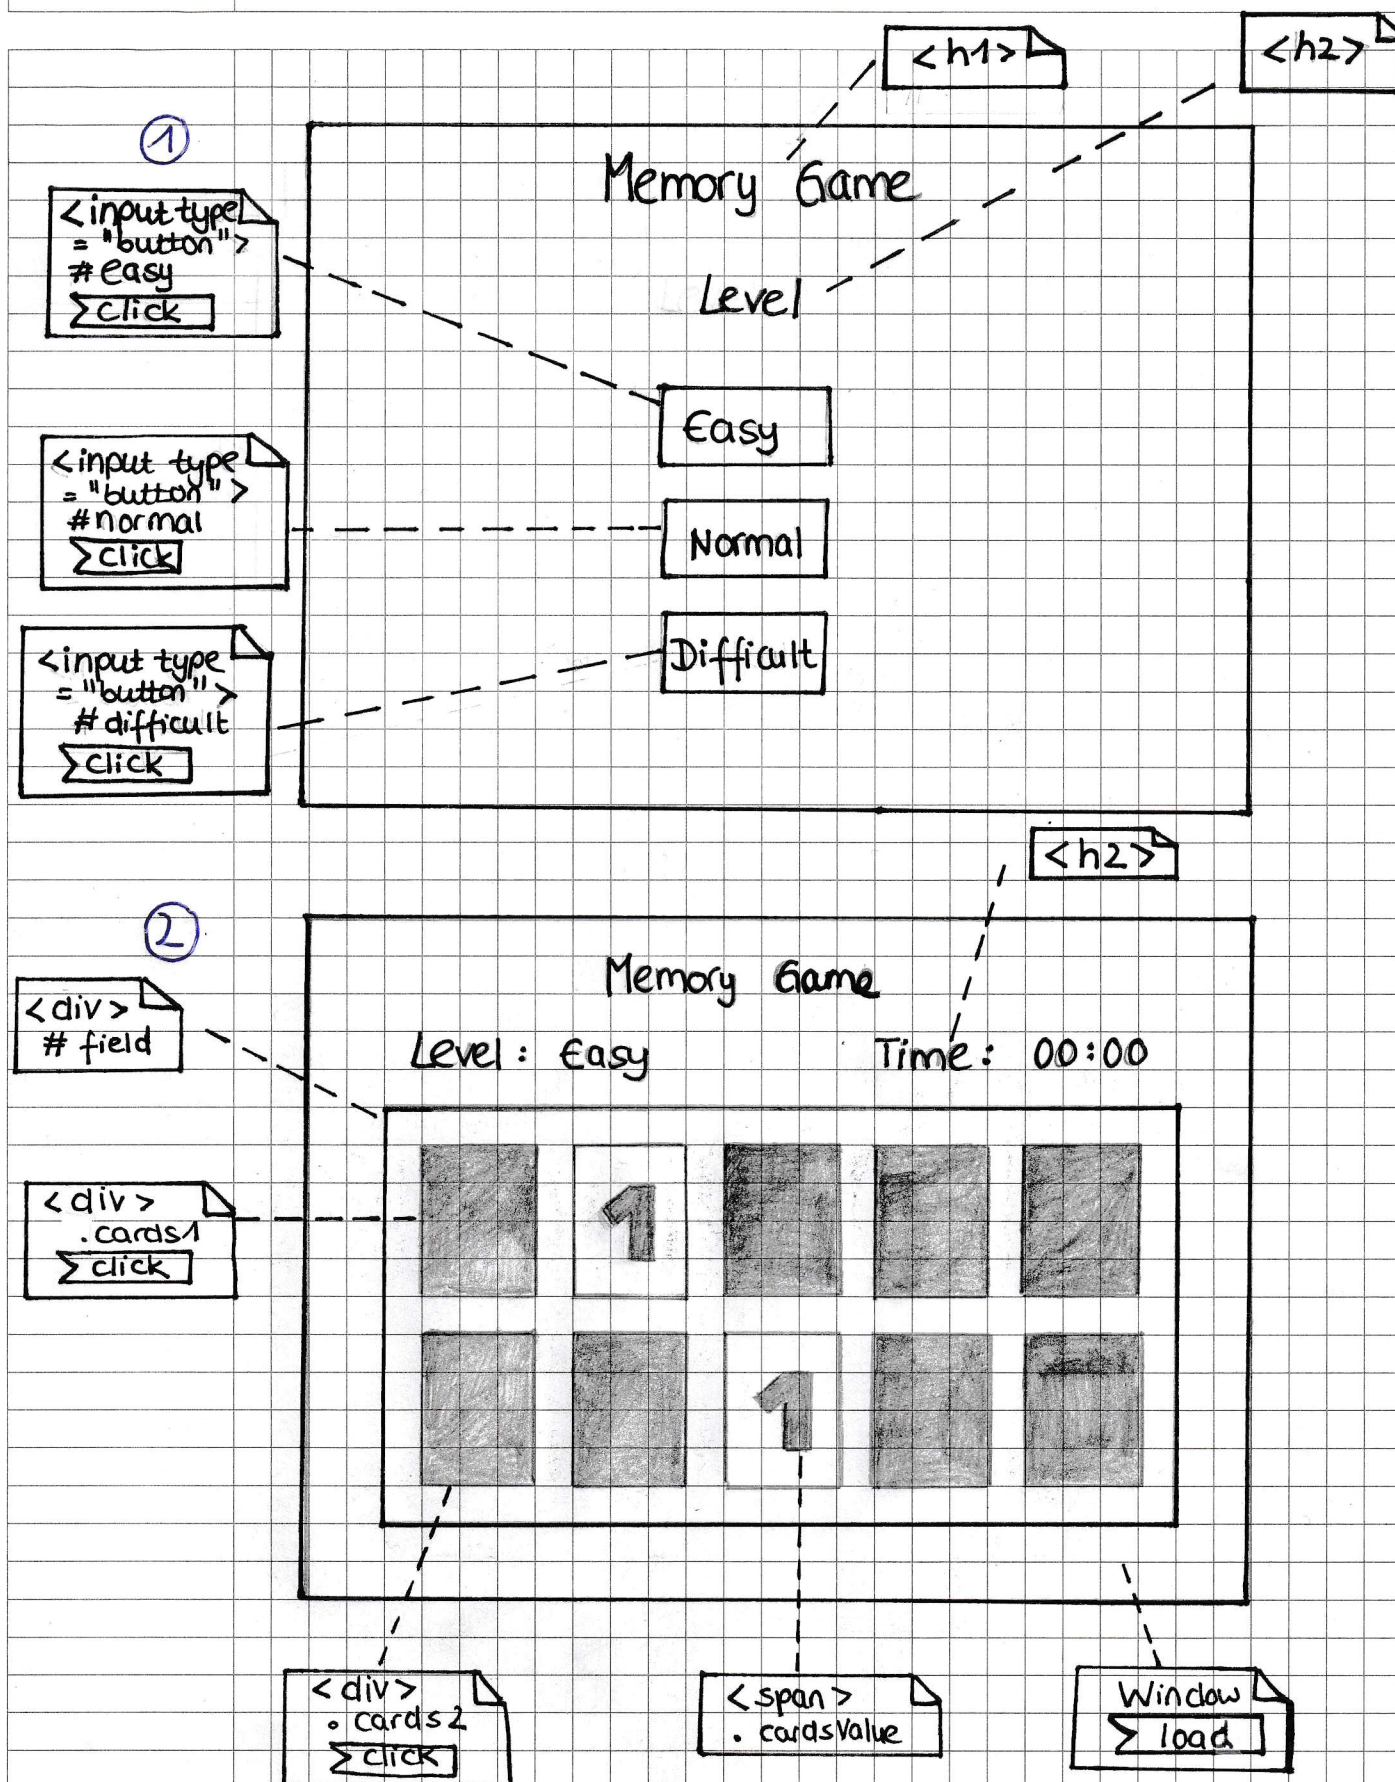 <h1>
<h2>
1
Memory Game
<input type
= "button">
# easy
click
Level
Easy
<input type
= "button">
# normal
click
Normal
<input type
= "button">
# difficult
click
Difficult
<h2>
2
Memory Game
<div>
# field
Level: Easy
Time: 00:00
<div>
.cards1
click
1
1
<div>
.cards2
click
<span>
.cardsValue
Window
load